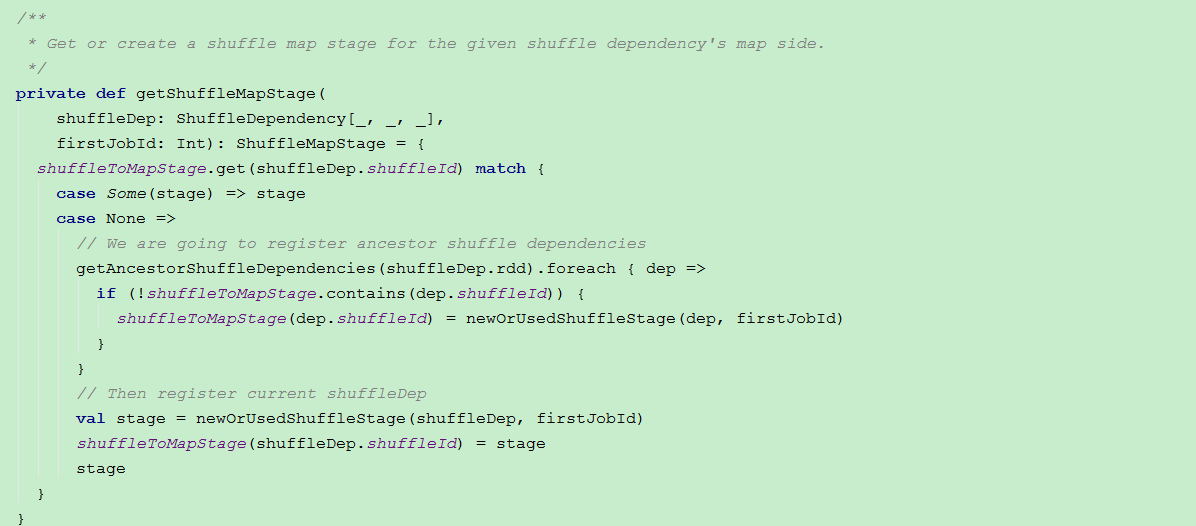 /**
 * Get or create a shuffle map stage for the given shuffle dependency's map side.
 */
private def getShuffleMapStage(
    shuffleDep: ShuffleDependency[_, _, _],
    firstJobId: Int): ShuffleMapStage = {
  shuffleToMapStage.get(shuffleDep.shuffleId) match {
    case Some(stage) => stage
    case None =>
      // We are going to register ancestor shuffle dependencies
      getAncestorShuffleDependencies(shuffleDep.rdd).foreach { dep =>
        if (!shuffleToMapStage.contains(dep.shuffleId)) {
          shuffleToMapStage(dep.shuffleId) = newOrUsedShuffleStage(dep, firstJobId)
        }
      }
      // Then register current shuffleDep
      val stage = newOrUsedShuffleStage(shuffleDep, firstJobId)
      shuffleToMapStage(shuffleDep.shuffleId) = stage
      stage
  }
}